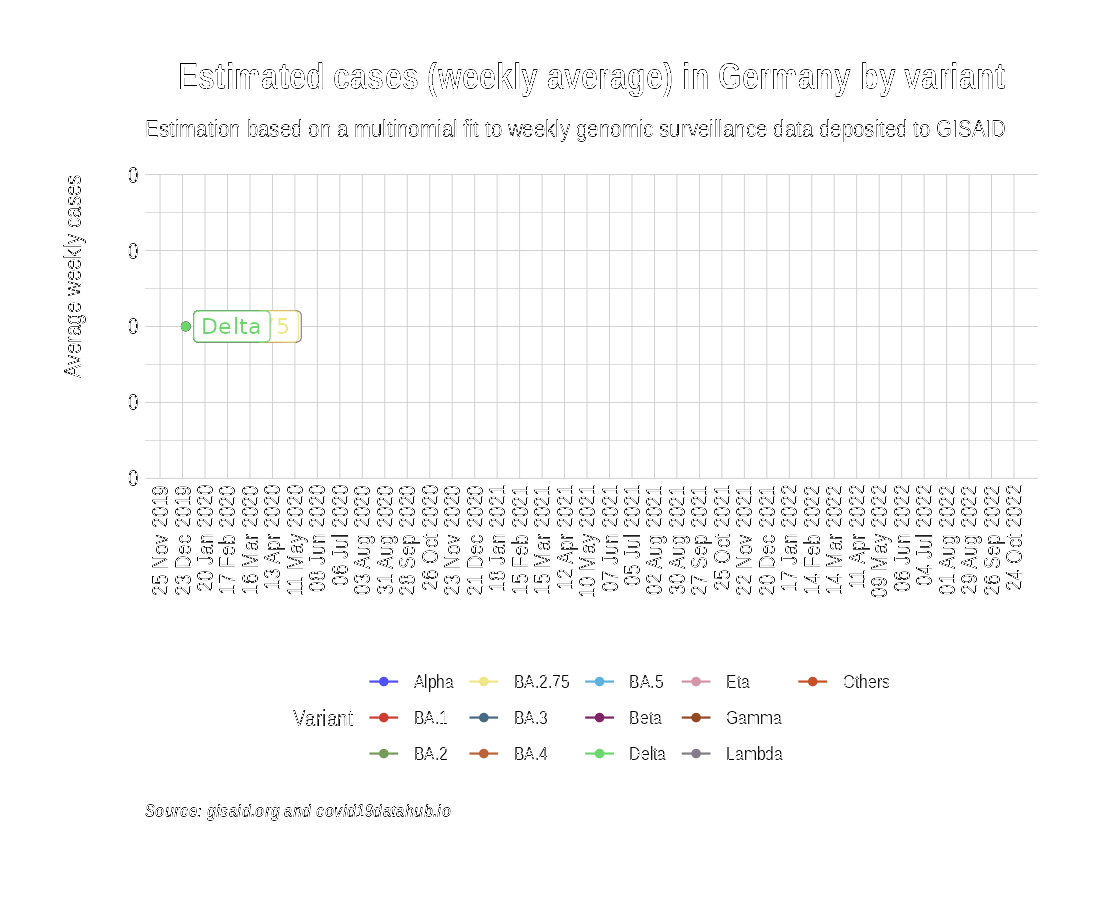 Estimated cases (weekly average) in Germany by variant
Estimation based on a multinomial fit to weekly genomic surveillance data deposited to GISAID
Average weekly cases
0
0
0
0
0
Delta
5
25 Nov 2019
23 Dec 2019
20 Jan 2020
17 Feb 2020
16 Mar 2020
13 Apr 2020
11 May 2020
08 Jun 2020
06 Jul 2020
03 Aug 2020
31 Aug 2020
28 Sep 2020
26 Oct 2020
23 Nov 2020
21 Dec 2020
18 Jan 2021
15 Feb 2021
15 Mar 2021
12 Apr 2021
10 May 2021
07 Jun 2021
05 Jul 2021
02 Aug 2021
30 Aug 2021
27 Sep 2021
25 Oct 2021
22 Nov 2021
20 Dec 2021
17 Jan 2022
14 Feb 2022
14 Mar 2022
11 Apr 2022
09 May 2022
06 Jun 2022
04 Jul 2022
01 Aug 2022
29 Aug 2022
26 Sep 2022
24 Oct 2022
Variant
Alpha
BA.1
BA.2
BA.2.75
BA.3
BA.4
BA.5
Beta
Delta
Eta
Gamma
Lambda
Others
Source: gisaid.org and covid19datahub.io